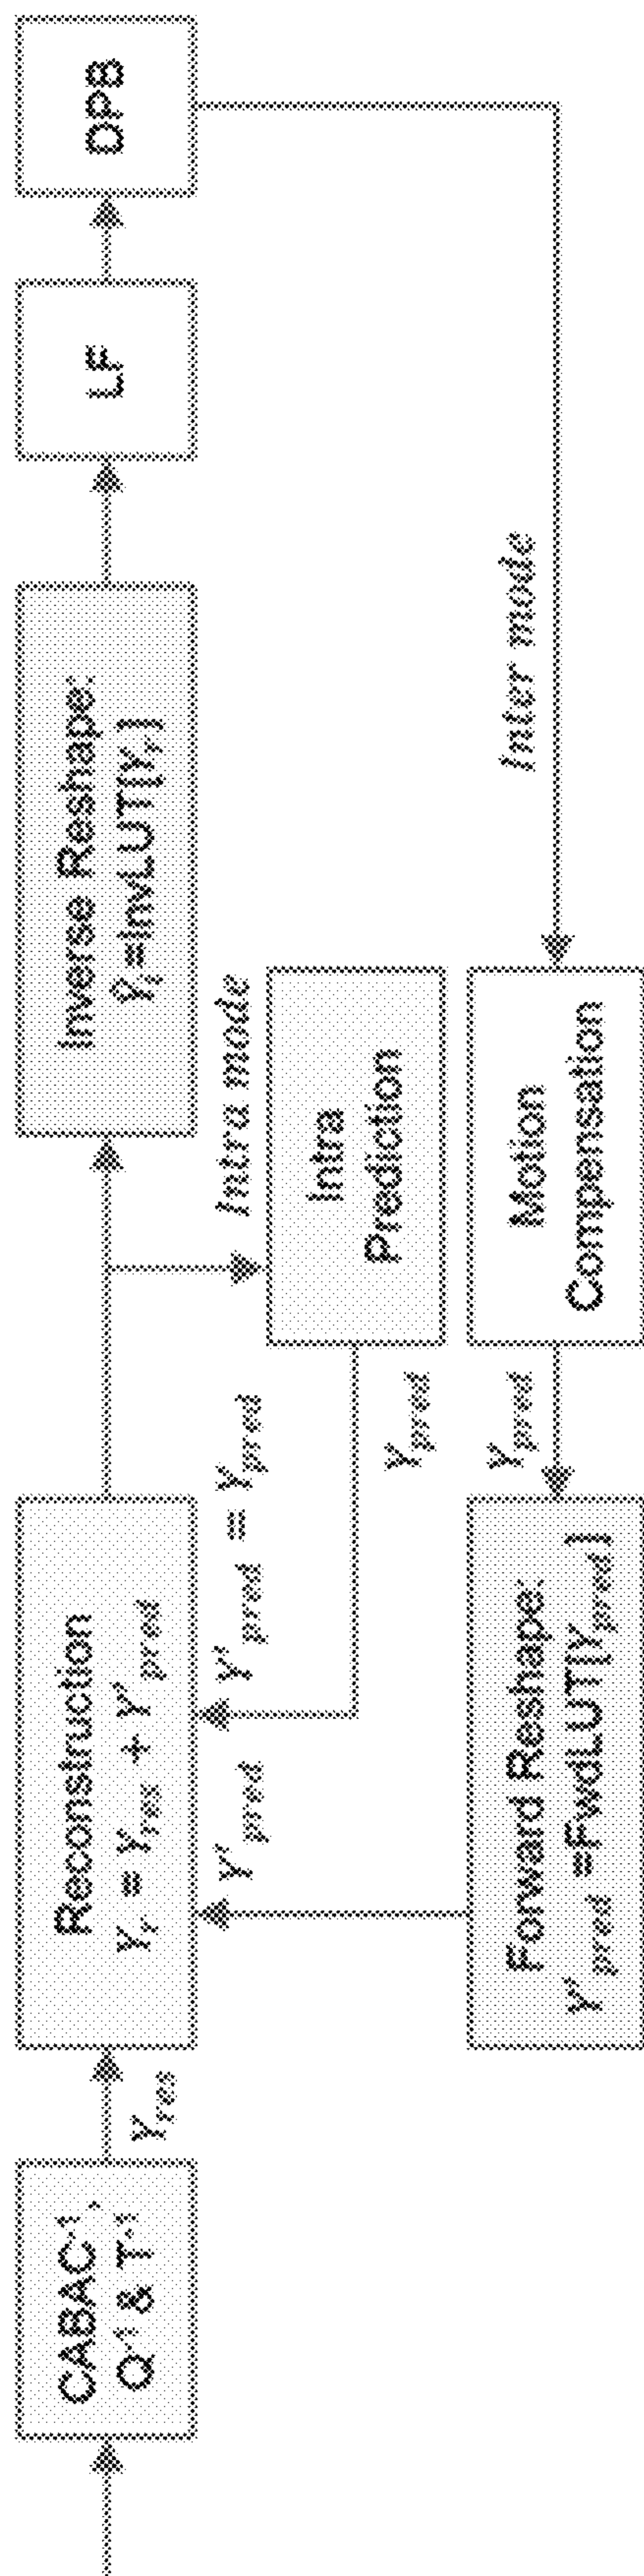 CABAC⁻¹,
Q⁻¹ & T⁻¹
Yres
Reconstruction
Yr = Yres + Y'pred
Inverse Reshape:
Ŷi=InvLUT[Yr]
LF
DPB
Y'pred
Y'pred = Ypred
Intra mode
Intra
Prediction
Ypred
Inter mode
Ypred
Forward Reshape:
Y'pred =FwdLUT[Ypred]
Motion
Compensation